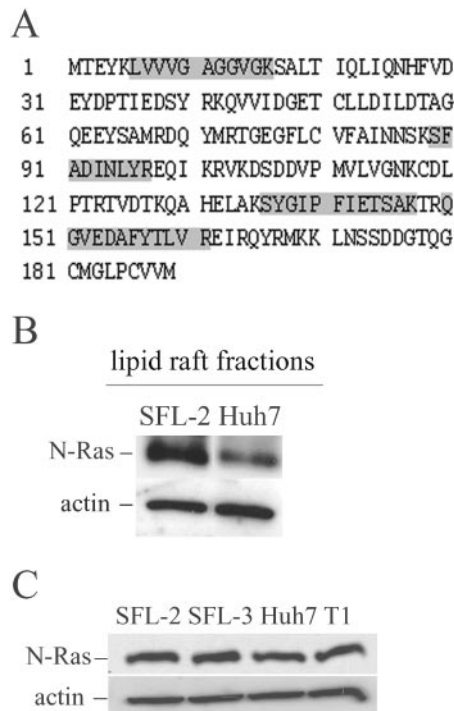 A
1 MTEYKLVVVG AGGVGKSALT IQLIQNHFVD
31 EYDPTIEDSY RKQVVIDGET CLLDILDTAG
61 QEEYSAMRDQ YMRTGEGFLC VFAINNSKSF
91 ADINLYREQI KRVKDSDDVP MVLVGNKCDL
121 PTRTVDTKQA HELAKSYGIP FIETSAKTRQ
151 GVEDAFYTLV REIRQYRMKK LNSSDDGTQG
181 CMGLPCVVM
B
lipid raft fractions
SFL-2 Huh7
N-Ras –
actin –
C
SFL-2 SFL-3 Huh7 T1
N-Ras –
actin –